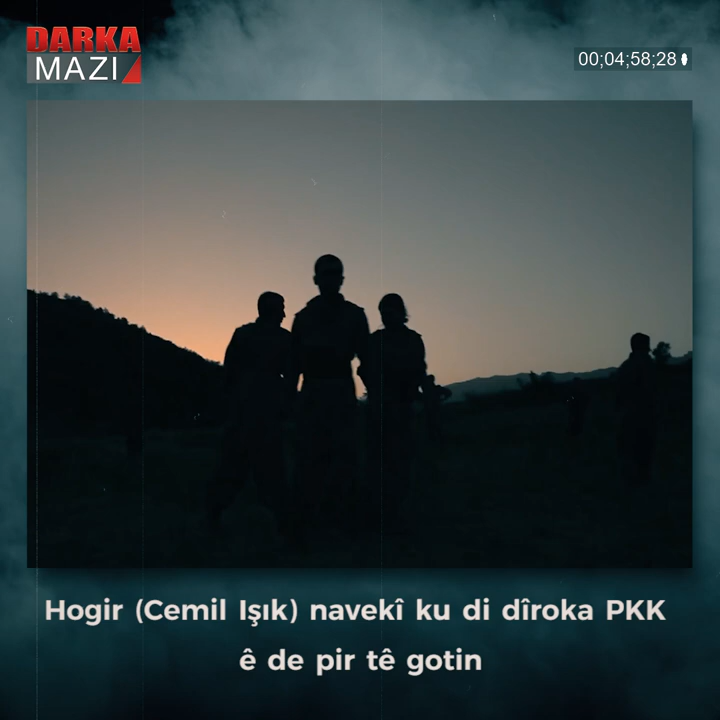 DARKA
MAZI
00;04;58;28
Hogir (Cemil Işık) navekî ku di dîroka PKK
ê de pir tê gotin